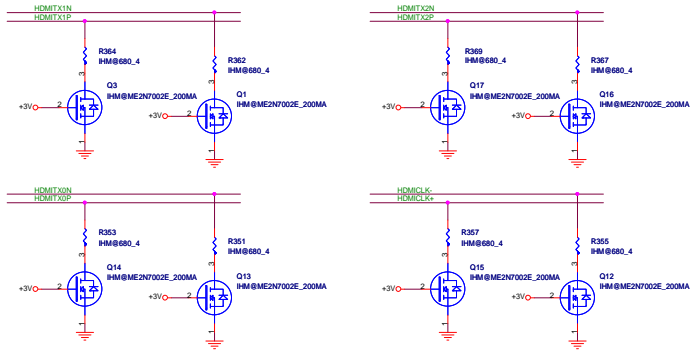 HDMITX1N
HDMITX1P
R364
IHM@680_4
R362
IHM@680_4
3
3
Q3
IHM@ME2N7002E_200MA
Q1
IHM@ME2N7002E_200MA
+3V
2
+3V
2
1
1
HDMITX2N
HDMITX2P
R369
IHM@680_4
R367
IHM@680_4
3
3
Q17
IHM@ME2N7002E_200MA
Q16
IHM@ME2N7002E_200MA
+3V
2
+3V
2
1
1
HDMITX0N
HDMITX0P
R353
IHM@680_4
R351
IHM@680_4
3
3
Q14
IHM@ME2N7002E_200MA
Q13
IHM@ME2N7002E_200MA
+3V
2
+3V
2
1
1
HDMICLK-
HDMICLK+
R357
IHM@680_4
R355
IHM@680_4
3
3
Q15
IHM@ME2N7002E_200MA
Q12
IHM@ME2N7002E_200MA
+3V
2
+3V
2
1
1